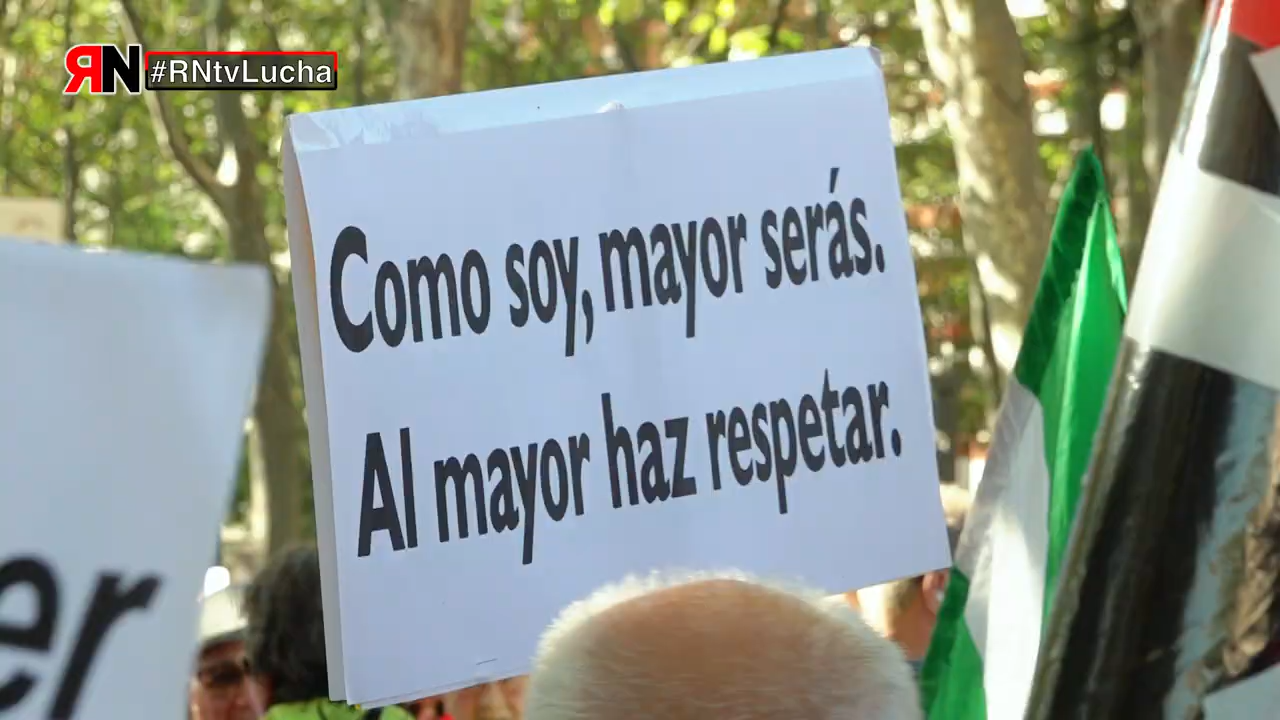 RN #RNtvLucha
Como soy, mayor serás.
Al mayor haz respetar.
er